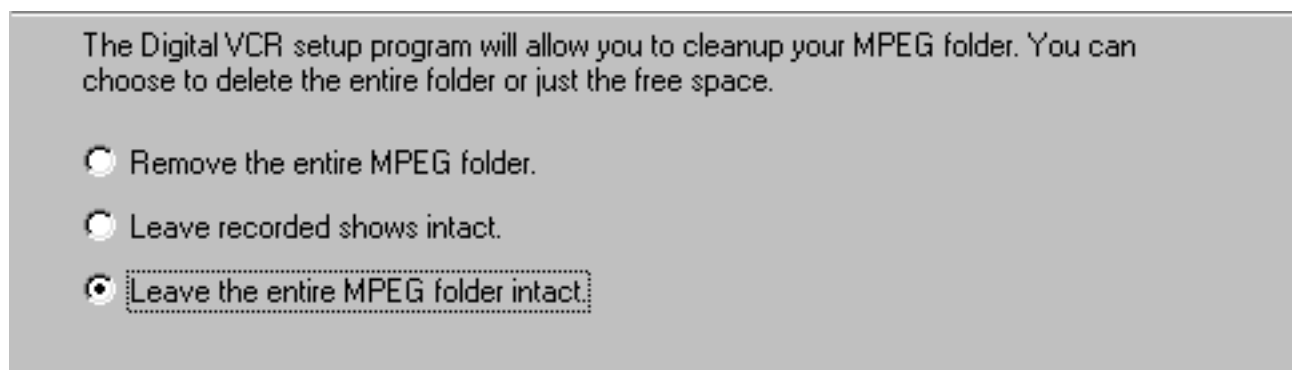 The Digital VCR setup program will allow you to cleanup your MPEG folder. You can
choose to delete the entire folder or just the free space.
Remove the entire MPEG folder.
Leave recorded shows intact.
Leave the entire MPEG folder intact.